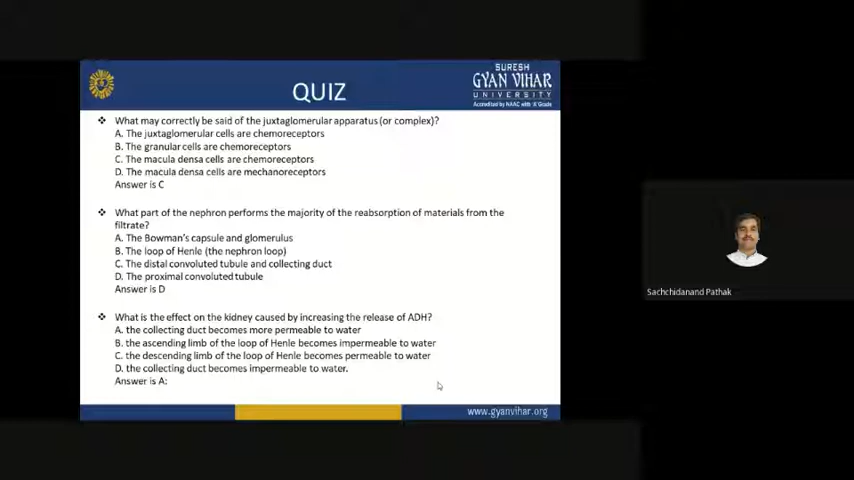 QUIZ
SURESH
GYAN VIHAR
UNIVERSITY
Accredited by NAAC with 'A' Grade
❖ What may correctly be said of the juxtaglomerular apparatus (or complex)?
A. The juxtaglomerular cells are chemoreceptors
B. The granular cells are chemoreceptors
C. The macula densa cells are chemoreceptors
D. The macula densa cells are mechanoreceptors
Answer is C
❖ What part of the nephron performs the majority of the reabsorption of materials from the
filtrate?
A. The Bowman's capsule and glomerulus
B. The loop of Henle (the nephron loop)
C. The distal convoluted tubule and collecting duct
D. The proximal convoluted tubule
Answer is D
❖ What is the effect on the kidney caused by increasing the release of ADH?
A. the collecting duct becomes more permeable to water
B. the ascending limb of the loop of Henle becomes impermeable to water
C. the descending limb of the loop of Henle becomes permeable to water
D. the collecting duct becomes impermeable to water.
Answer is A:
www.gyanvihar.org
Sachchidanand Pathak